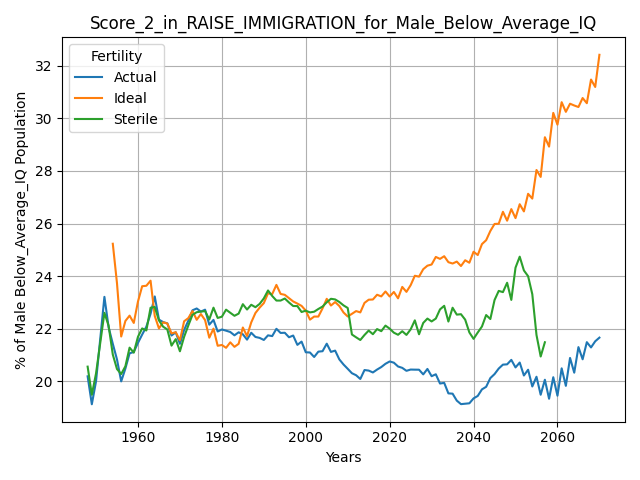 Score_2_in_RAISE_IMMIGRATION_for_Male_Below_Average_IQ
% of Male Below_Average_IQ Population
32
30
28
26
24
22
20
Fertility
Actual
Ideal
Sterile
1960 1980 2000 2020 2040 2060
Years